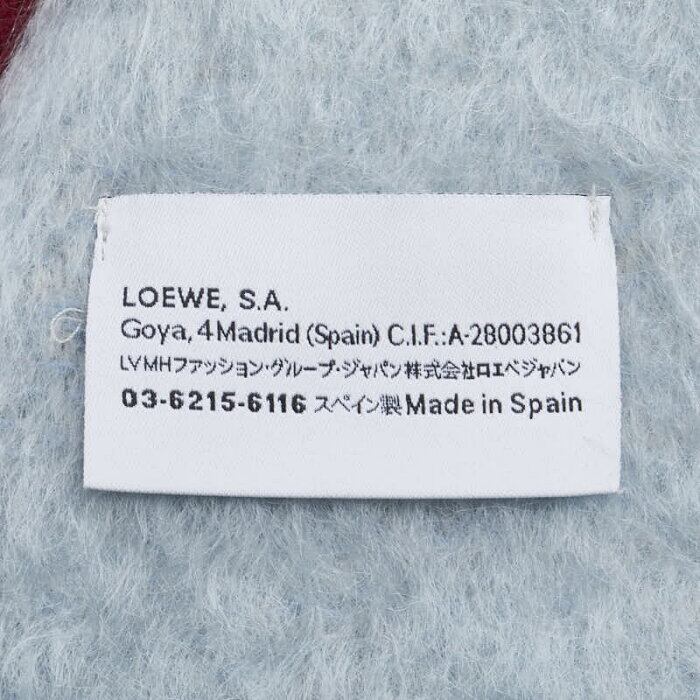 LOEWE, S.A.
Goya, 4 Madrid (Spain) C.I.F.:A-28003861
LVMHファッション・グループ・ジャパン株式会社ロエベジャパン
03-6215-6116 スペイン製 Made in Spain